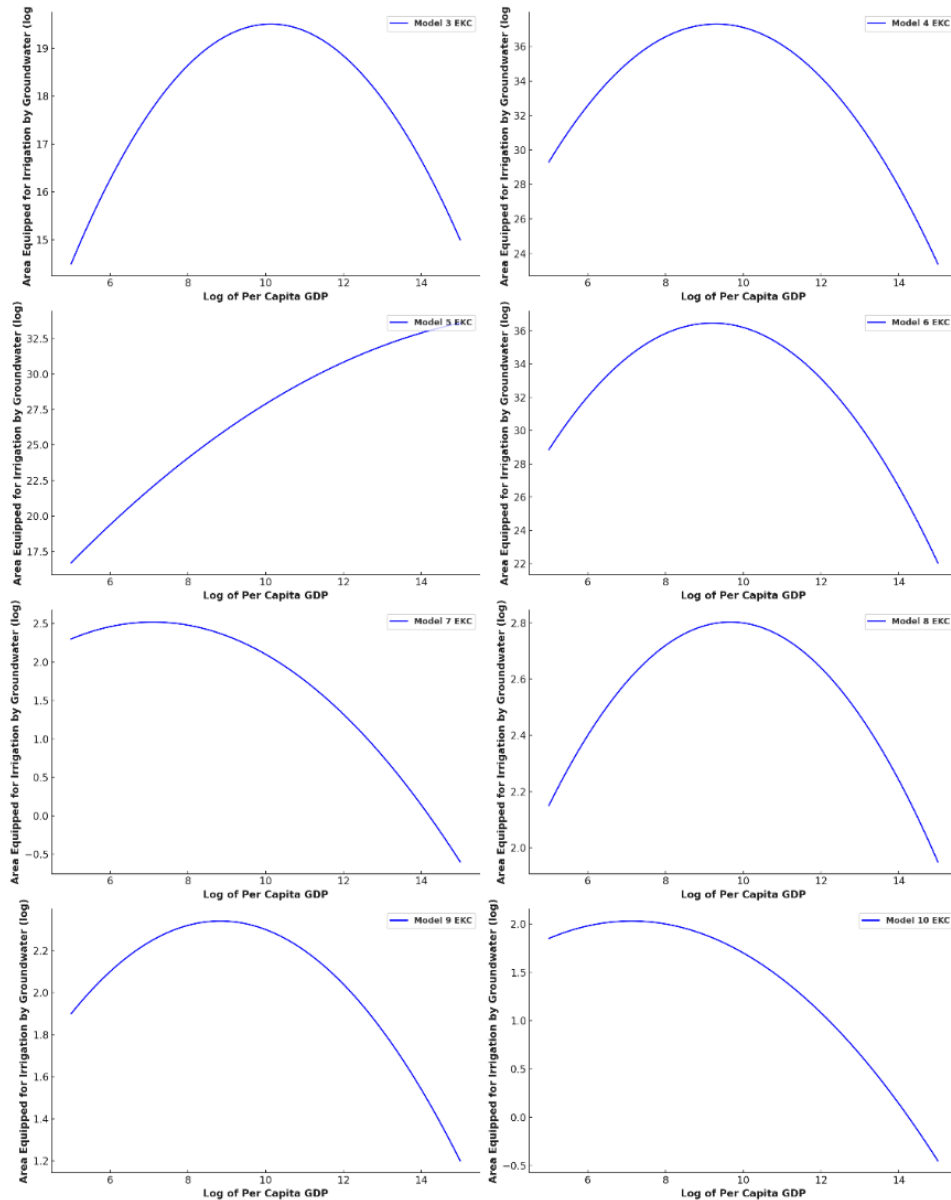 Model 3 EKC
Area Equipped for Irrigation by Groundwater (log
19
18
17
16
15
6 8 10 12 14
Log of Per Capita GDP
Model 4 EKC
Area Equipped for Irrigation by Groundwater (log)
36
34
32
30
28
26
24
6 8 10 12 14
Log of Per Capita GDP
Model 5 EKC
Area Equipped for Irrigation by Groundwater (log)
32.5
30.0
27.5
25.0
22.5
20.0
17.5
6 8 10 12 14
Log of Per Capita GDP
Model 6 EKC
Area Equipped for Irrigation by Groundwater (log)
36
34
32
30
28
26
24
22
6 8 10 12 14
Log of Per Capita GDP
Model 7 EKC
Area Equipped for Irrigation by Groundwater (log)
2.5
2.0
1.5
1.0
0.5
0.0
−0.5
6 8 10 12 14
Log of Per Capita GDP
Model 8 EKC
Area Equipped for Irrigation by Groundwater (log)
2.8
2.6
2.4
2.2
2.0
6 8 10 12 14
Log of Per Capita GDP
Model 9 EKC
Area Equipped for Irrigation by Groundwater (log)
2.2
2.0
1.8
1.6
1.4
1.2
6 8 10 12 14
Log of Per Capita GDP
Model 10 EKC
Area Equipped for Irrigation by Groundwater (log)
2.0
1.5
1.0
0.5
0.0
−0.5
6 8 10 12 14
Log of Per Capita GDP